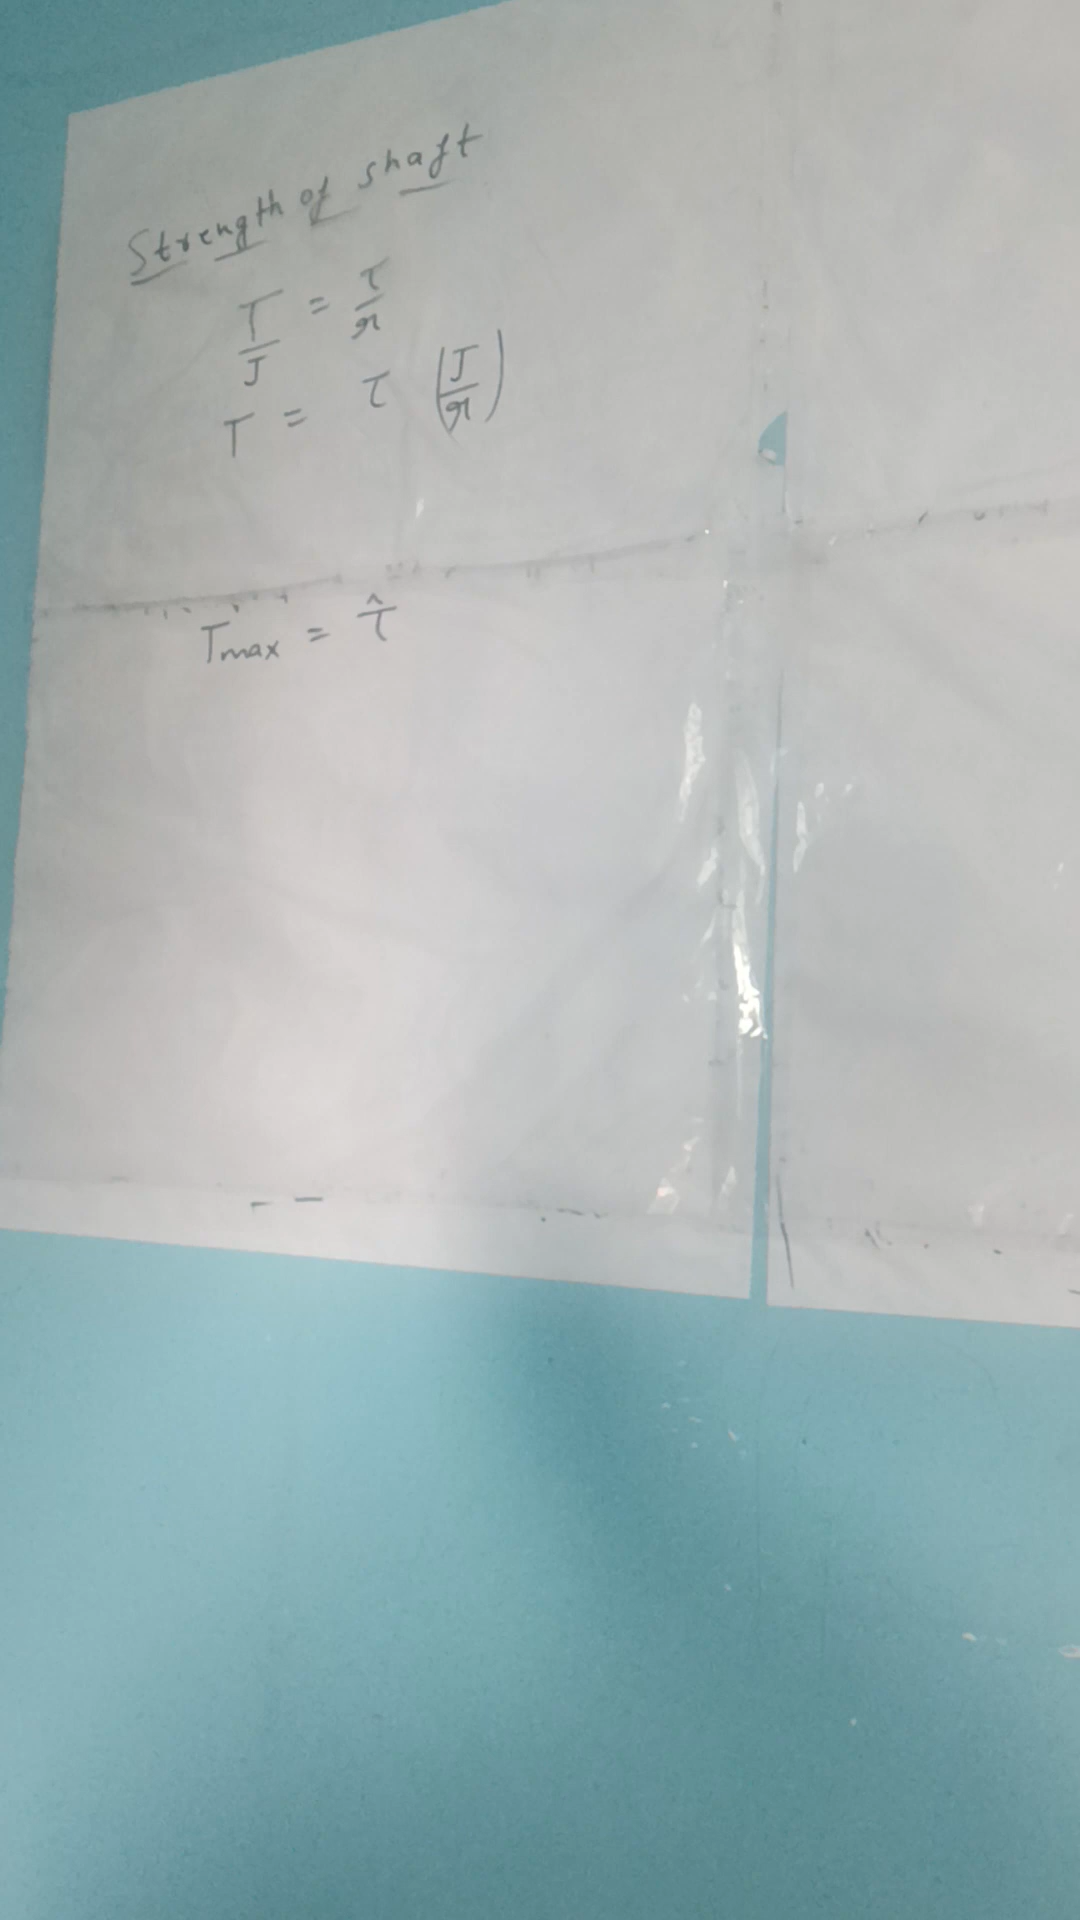 Strength of shaft
T/J = τ/r
T = τ (J/r)
Tmax = τ̂